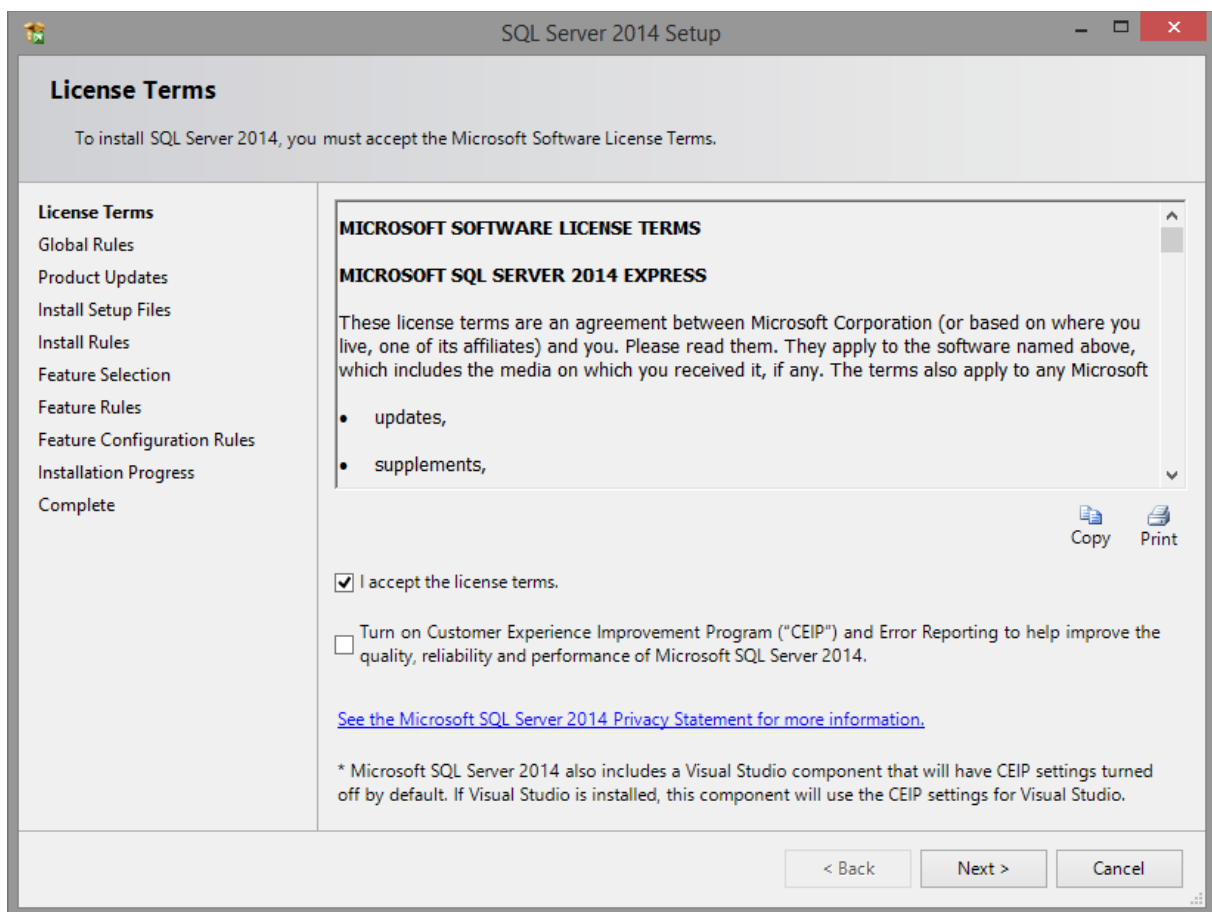 SQL Server 2014 Setup
License Terms
To install SQL Server 2014, you must accept the Microsoft Software License Terms.
License Terms
Global Rules
Product Updates
Install Setup Files
Install Rules
Feature Selection
Feature Rules
Feature Configuration Rules
Installation Progress
Complete
MICROSOFT SOFTWARE LICENSE TERMS
MICROSOFT SQL SERVER 2014 EXPRESS
These license terms are an agreement between Microsoft Corporation (or based on where you
live, one of its affiliates) and you. Please read them. They apply to the software named above,
which includes the media on which you received it, if any. The terms also apply to any Microsoft
• updates,
• supplements,
Copy Print
I accept the license terms.
Turn on Customer Experience Improvement Program ("CEIP") and Error Reporting to help improve the
quality, reliability and performance of Microsoft SQL Server 2014.
See the Microsoft SQL Server 2014 Privacy Statement for more information.
* Microsoft SQL Server 2014 also includes a Visual Studio component that will have CEIP settings turned
off by default. If Visual Studio is installed, this component will use the CEIP settings for Visual Studio.
< Back Next > Cancel